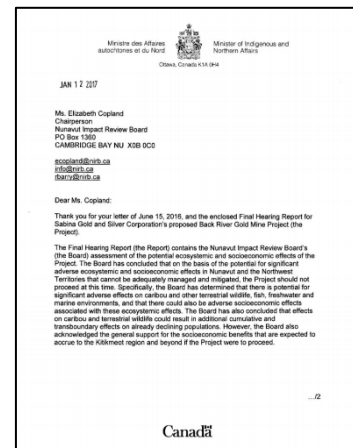 Ministre des Affaires
autochtones et du Nord
Minister of Indigenous and
Northern Affairs
Ottawa, Canada K1A 0H4
JAN 12 2017
Ms. Elizabeth Copland
Chairperson
Nunavut Impact Review Board
PO Box 1360
CAMBRIDGE BAY NU X0B 0C0
ecopland@nirb.ca
info@nirb.ca
rbarry@nirb.ca
Dear Ms. Copland:
Thank you for your letter of June 15, 2016, and the enclosed Final Hearing Report for
Sabina Gold and Silver Corporation's proposed Back River Gold Mine Project (the
Project).
The Final Hearing Report (the Report) contains the Nunavut Impact Review Board's
(the Board) assessment of the potential ecosystemic and socioeconomic effects of the
Project. The Board has concluded that on the basis of the potential for significant
adverse ecosystemic and socioeconomic effects in Nunavut and the Northwest
Territories that cannot be adequately managed and mitigated, the Project should not
proceed at this time. Specifically, the Board has determined that there is potential for
significant adverse effects on caribou and other terrestrial wildlife, fish, freshwater and
marine environments, and that there could also be adverse socioeconomic effects
associated with these ecosystemic effects. The Board has also concluded that effects
on caribou and terrestrial wildlife could result in additional cumulative and
transboundary effects on already declining populations. However, the Board also
acknowledged the general support for the socioeconomic benefits that are expected to
accrue to the Kitikmeot region and beyond if the Project were to proceed.
.../2
Canada